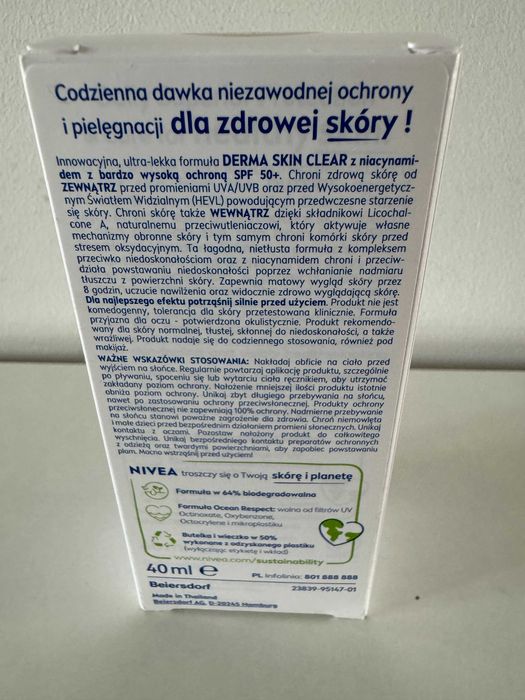 Codzienna dawka niezawodnej ochrony
i pielęgnacji dla zdrowej skóry !
Innowacyjna, ultra-lekka formuła DERMA SKIN CLEAR z niacynami-
dem z bardzo wysoką ochroną SPF 50+. Chroni zdrową skórę od
ZEWNĄTRZ przed promieniami UVA/UVB oraz przed Wysokoenergetycz-
nym Światłem Widzialnym (HEVL) powodującym przedwczesne starzenie
się skóry. Chroni skórę także WEWNĄTRZ dzięki składnikowi Licochal-
cone A, naturalnemu przeciwutleniaczowi, który aktywuje własne
mechanizmy obronne skóry i tym samym chroni komórki skóry przed
stresem oksydacyjnym. Ta łagodna, nietłusta formuła z kompleksem
przeciwko niedoskonałościom oraz z niacynamidem chroni i przeciw-
działa powstawaniu niedoskonałości poprzez wchłanianie nadmiaru
tłuszczu z powierzchni skóry. Zapewnia matowy wygląd skóry przez
8 godzin, uczucie nawilżenia oraz widocznie zdrowo wyglądającą skórę.
Dla najlepszego efektu potrząśnij silnie przed użyciem. Produkt nie jest
komedogenny, tolerancja dla skóry przetestowana klinicznie. Formuła
przyjazna dla oczu - potwierdzona okulistycznie. Produkt rekomendo-
wany dla skóry normalnej, tłustej, skłonnej do niedoskonałości, a także
wrażliwej. Produkt nadaje się do codziennego stosowania, również pod
makijaż.
WAŻNE WSKAZÓWKI STOSOWANIA: Nakładaj obficie na ciało przed
wyjściem na słońce. Regularnie powtarzaj aplikację produktu, szczególnie
po pływaniu, spoceniu się lub wytarciu ciała ręcznikiem, aby utrzymać
zakładany poziom ochrony. Nałożenie mniejszej ilości produktu istotnie
obniża poziom ochrony. Unikaj zbyt długiego przebywania na słońcu,
nawet po zastosowaniu ochrony przeciwsłonecznej. Produkty ochrony
przeciwsłonecznej nie zapewniają 100% ochrony. Nadmierne przebywanie
na słońcu stanowi poważne zagrożenie dla zdrowia. Chroń niemowlęta
i małe dzieci przed bezpośrednim działaniem promieni słonecznych. Unikaj
kontaktu z oczami. Pozostaw nałożony produkt do całkowitego
wyschnięcia. Unikaj bezpośredniego kontaktu preparatów ochronnych
z odzieżą oraz twardymi powierzchniami, aby zapobiec powstawaniu
plam. Mocno wstrząśnij przed użyciem!
NIVEA troszczy się o Twoją skórę i planetę
Formuła w 64% biodegradowalna
Formuła Ocean Respect: wolna od filtrów UV
Octinoxate, Oxybenzone,
Octocrylene i mikroplastiku
Butelka i wieczko w 50%
wykonane z odzyskanego plastiku
(wyłączając etykietę i wkład)
www.nivea.com/sustainability
40 ml ℮
PL Infolinia: 801 888 888
Beiersdorf
23839-95147-01
Made in Thailand
Beiersdorf AG, D-20245 Hamburg